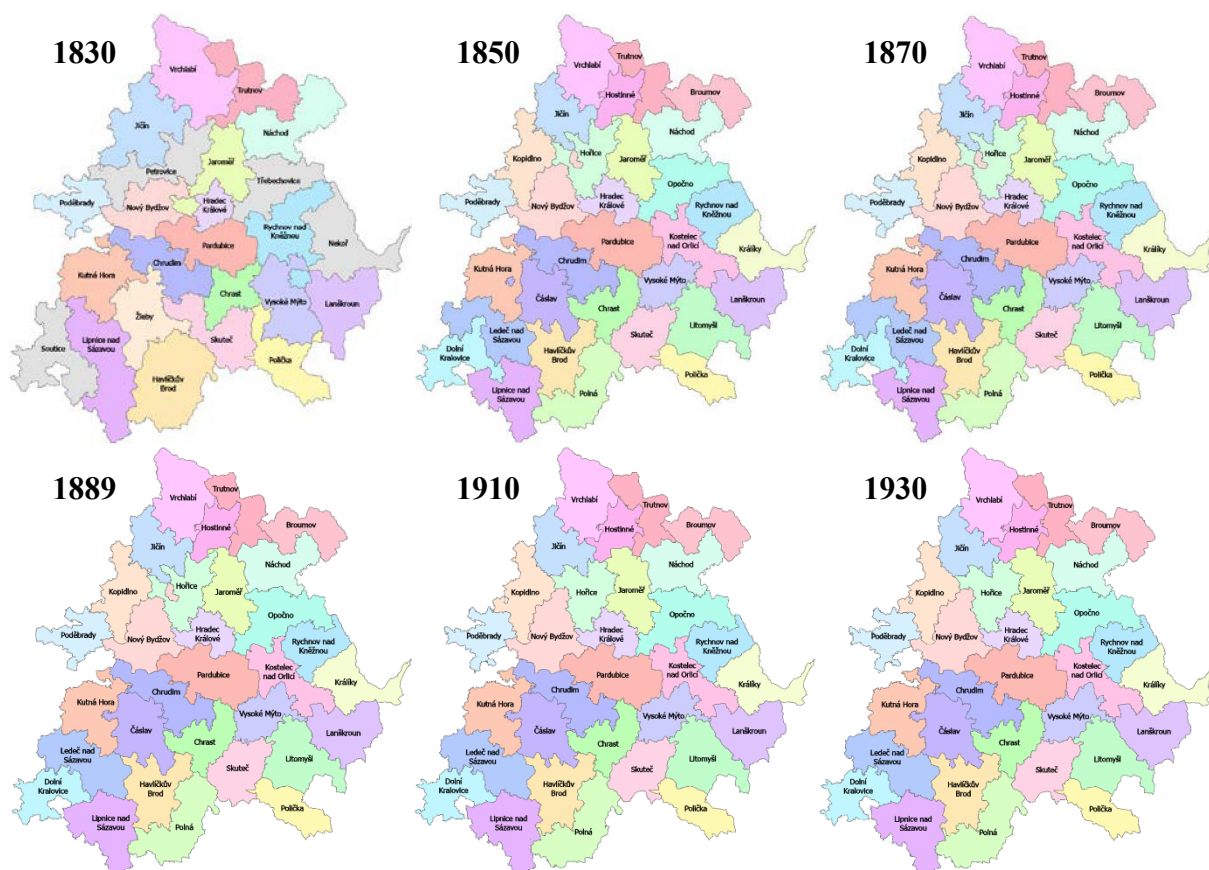 1830
Vrchlabí
Trutnov
Jičín
Náchod
Jaroměř
Petrovice
Třebechovice
Poděbrady
Nový Bydžov
Hradec
Králové
Rychnov nad
Kněžnou
Nekoř
Pardubice
Chrudim
Kutná Hora
Chrast
Vysoké Mýto
Lanškroun
Žleby
Skuteč
Lipnice nad
Sázavou
Soutice
Polička
Havlíčkův
Brod
1850
Trutnov
Vrchlabí
Hostinné
Broumov
Jičín
Náchod
Kopidlno
Hořice
Jaroměř
Opočno
Poděbrady
Nový Bydžov
Hradec
Králové
Rychnov nad
Kněžnou
Kostelec
nad Orlicí
Králíky
Pardubice
Chrudim
Kutná Hora
Vysoké Mýto
Čáslav
Lanškroun
Chrast
Litomyšl
Ledeč nad
Sázavou
Skuteč
Dolní
Kralovice
Havlíčkův
Brod
Polička
Lipnice nad
Sázavou
Polná
1870
Trutnov
Vrchlabí
Hostinné
Broumov
Jičín
Náchod
Kopidlno
Hořice
Jaroměř
Opočno
Poděbrady
Nový Bydžov
Hradec
Králové
Rychnov nad
Kněžnou
Kostelec
nad Orlicí
Králíky
Pardubice
Chrudim
Kutná Hora
Vysoké Mýto
Čáslav
Lanškroun
Chrast
Litomyšl
Ledeč nad
Sázavou
Skuteč
Dolní
Kralovice
Havlíčkův
Brod
Polička
Lipnice nad
Sázavou
Polná
1889
Vrchlabí
Trutnov
Hostinné
Broumov
Jičín
Náchod
Kopidlno
Hořice
Jaroměř
Opočno
Poděbrady
Nový Bydžov
Hradec
Králové
Rychnov nad
Kněžnou
Kostelec
nad Orlicí
Králíky
Pardubice
Chrudim
Kutná Hora
Vysoké Mýto
Čáslav
Lanškroun
Chrast
Litomyšl
Ledeč nad
Sázavou
Skuteč
Dolní
Kralovice
Havlíčkův
Brod
Polička
Lipnice nad
Sázavou
Polná
1910
Vrchlabí
Trutnov
Hostinné
Broumov
Jičín
Náchod
Kopidlno
Hořice
Jaroměř
Opočno
Poděbrady
Nový Bydžov
Hradec
Králové
Rychnov nad
Kněžnou
Kostelec
nad Orlicí
Králíky
Pardubice
Chrudim
Kutná Hora
Vysoké Mýto
Čáslav
Lanškroun
Chrast
Litomyšl
Ledeč nad
Sázavou
Skuteč
Dolní
Kralovice
Havlíčkův
Brod
Polička
Lipnice nad
Sázavou
Polná
1930
Vrchlabí
Trutnov
Hostinné
Broumov
Jičín
Náchod
Kopidlno
Hořice
Jaroměř
Opočno
Poděbrady
Nový Bydžov
Hradec
Králové
Rychnov nad
Kněžnou
Kostelec
nad Orlicí
Králíky
Pardubice
Chrudim
Kutná Hora
Vysoké Mýto
Čáslav
Lanškroun
Chrast
Litomyšl
Ledeč nad
Sázavou
Skuteč
Dolní
Kralovice
Havlíčkův
Brod
Polička
Lipnice nad
Sázavou
Polná